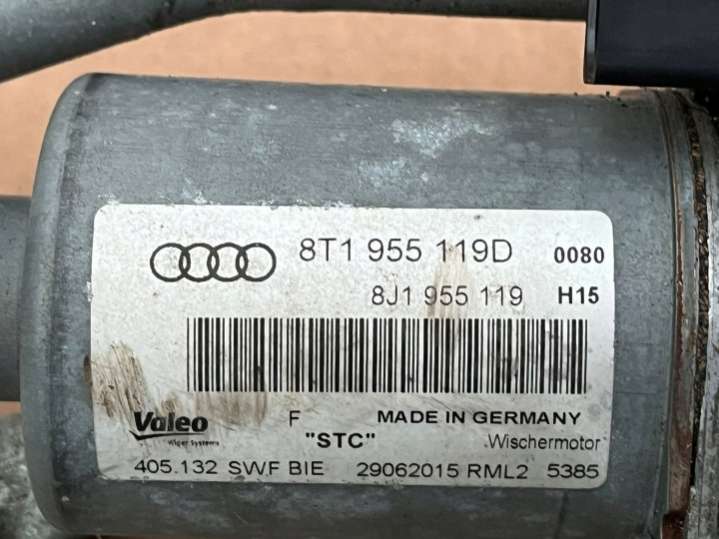 8T1 955 119D 0080
8J1 955 119 H15
Valeo F MADE IN GERMANY
Wiper Systems "STC" Wischermotor
405.132 SW.F BIE 29062015 RML2 5385